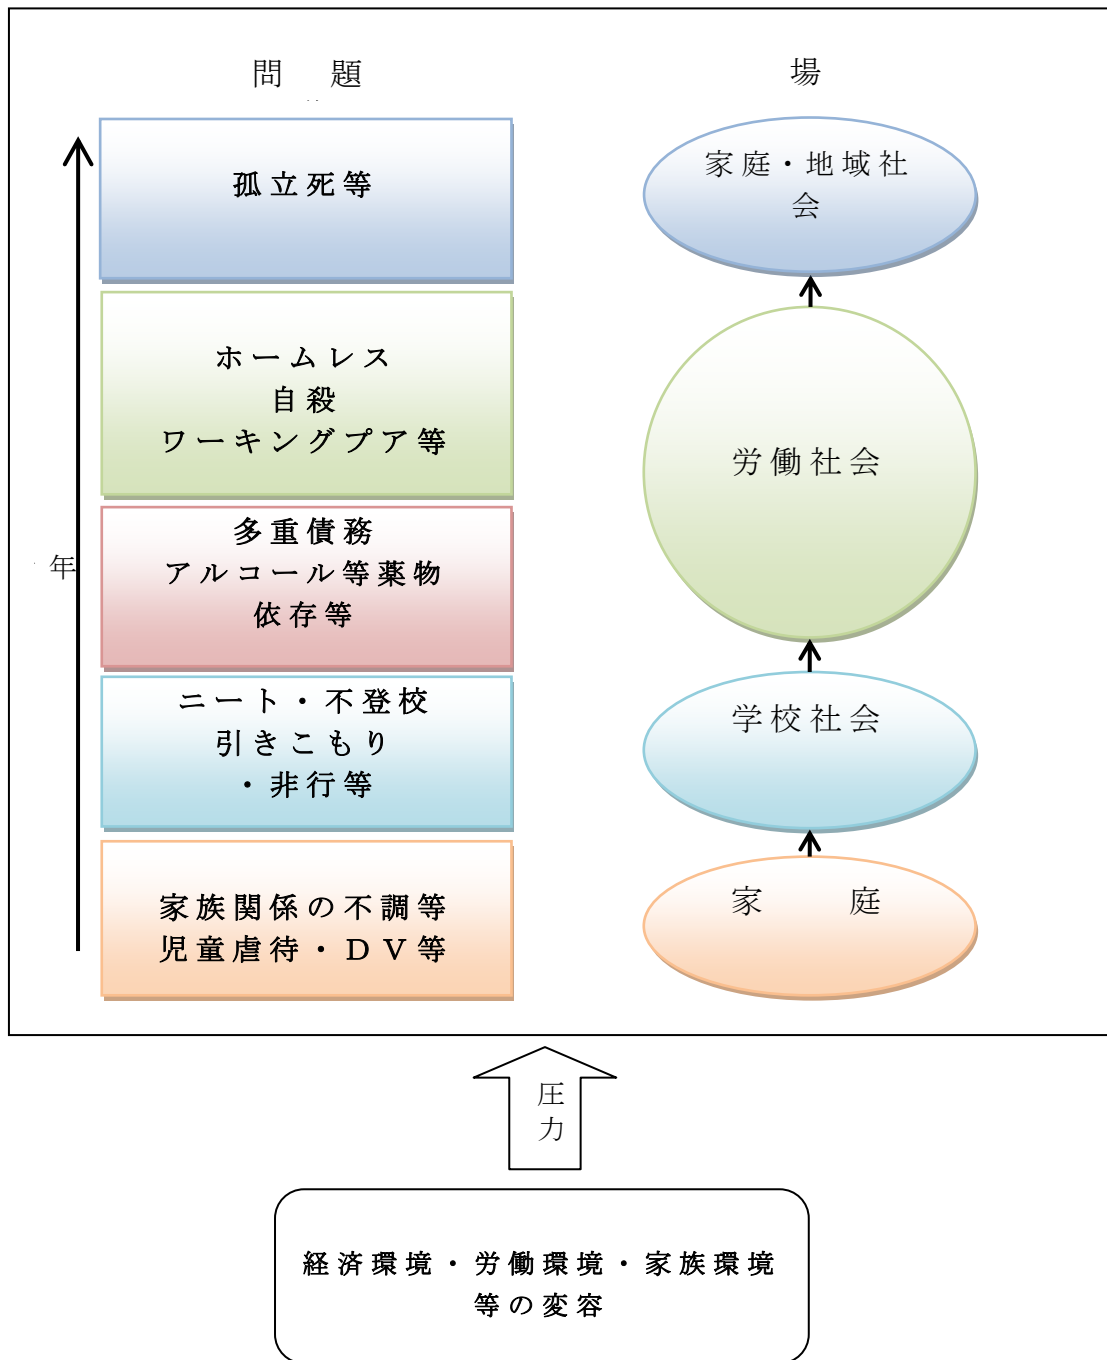 問　題
場
孤立死等
家庭・地域社
会
ホームレス
自殺
ワーキングプア等
労働社会
年
多重債務
アルコール等薬物
依存等
ニート・不登校
引きこもり
・非行等
学校社会
家族関係の不調等
児童虐待・ＤＶ等
家　　庭
圧
力
経済環境・労働環境・家族環境
等の変容